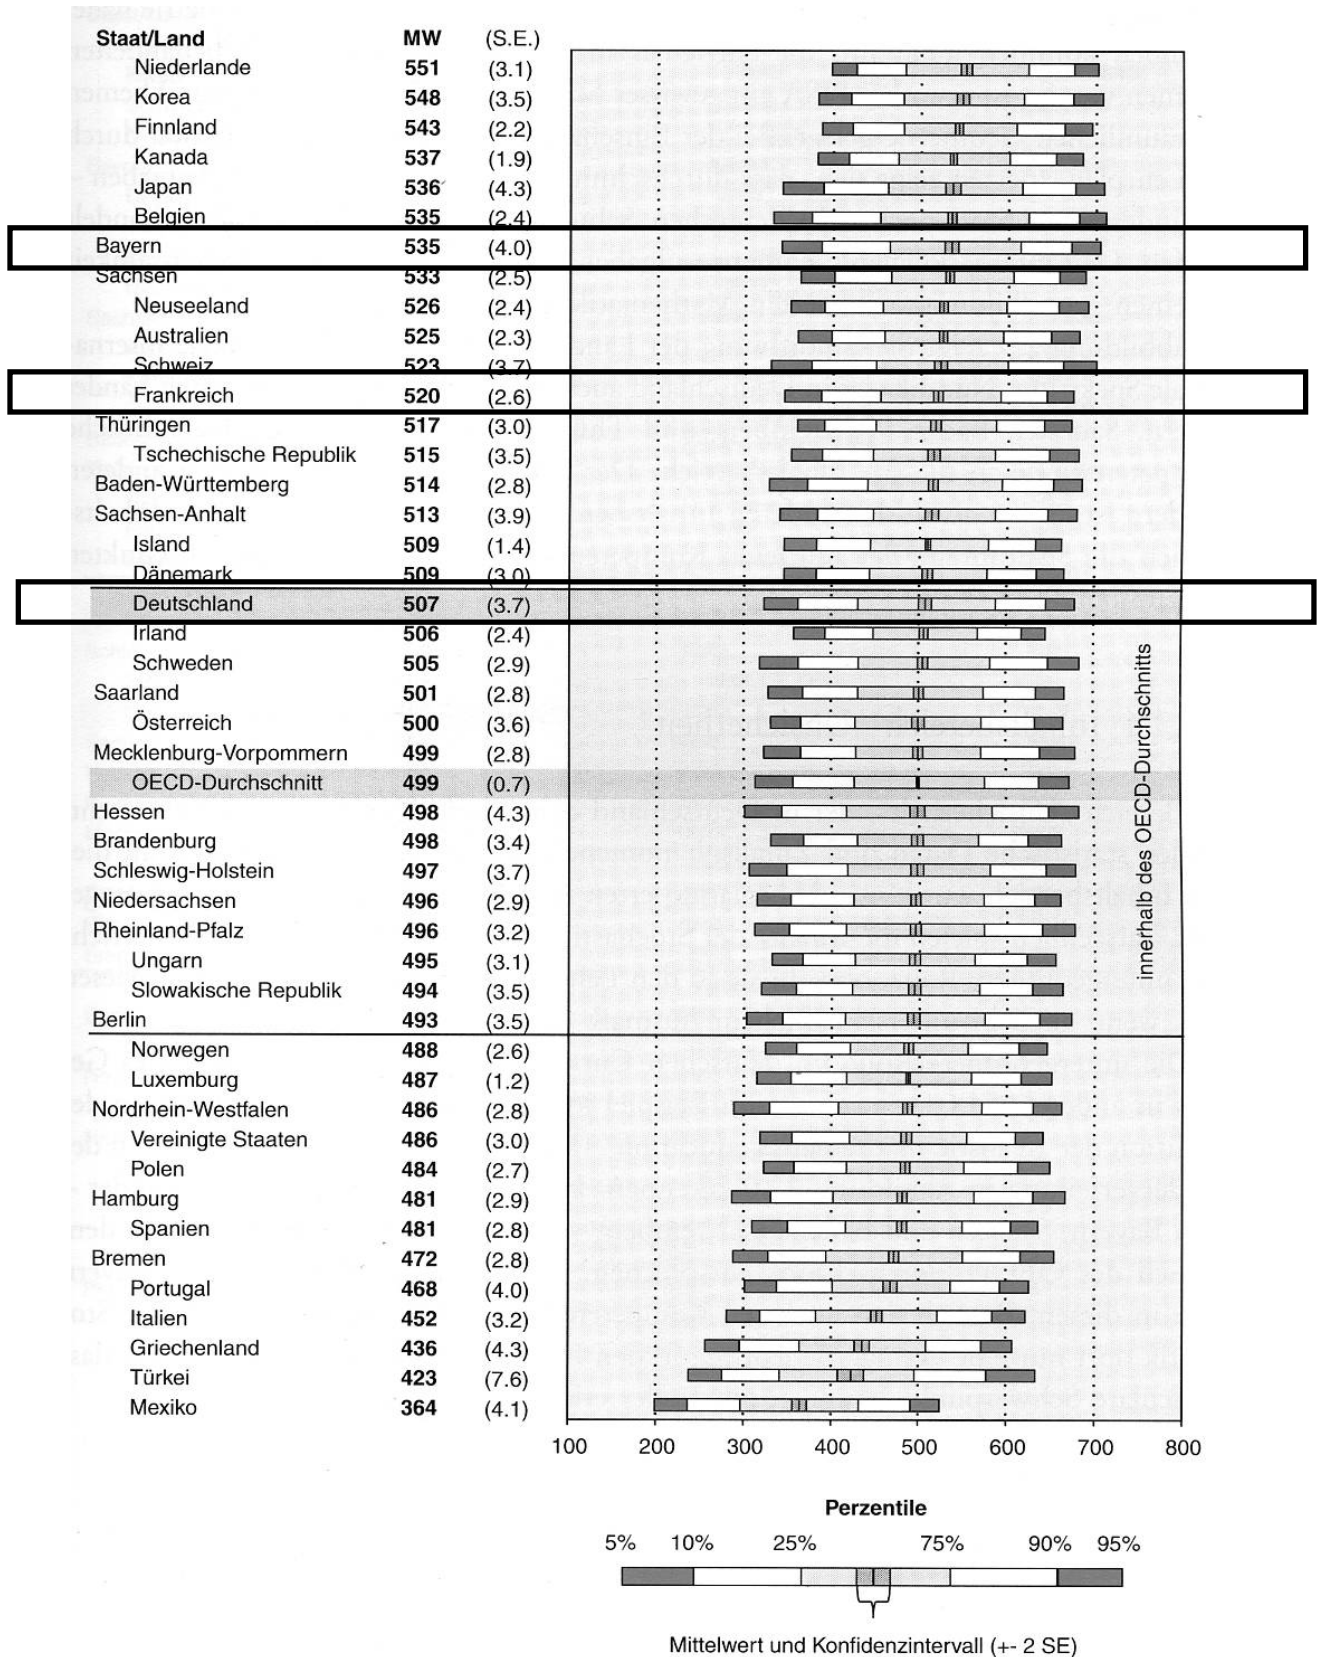 Staat/Land MW (S.E.)
Niederlande 551 (3.1)
Korea 548 (3.5)
Finnland 543 (2.2)
Kanada 537 (1.9)
Japan 536 (4.3)
Belgien 535 (2.4)
Bayern 535 (4.0)
Sachsen 533 (2.5)
Neuseeland 526 (2.4)
Australien 525 (2.3)
Schweiz 523 (3.7)
Frankreich 520 (2.6)
Thüringen 517 (3.0)
Tschechische Republik 515 (3.5)
Baden-Württemberg 514 (2.8)
Sachsen-Anhalt 513 (3.9)
Island 509 (1.4)
Dänemark 509 (3.0)
Deutschland 507 (3.7)
Irland 506 (2.4)
Schweden 505 (2.9)
Saarland 501 (2.8)
Österreich 500 (3.6)
Mecklenburg-Vorpommern 499 (2.8)
OECD-Durchschnitt 499 (0.7)
Hessen 498 (4.3)
Brandenburg 498 (3.4)
Schleswig-Holstein 497 (3.7)
Niedersachsen 496 (2.9)
Rheinland-Pfalz 496 (3.2)
Ungarn 495 (3.1)
Slowakische Republik 494 (3.5)
Berlin 493 (3.5)
Norwegen 488 (2.6)
Luxemburg 487 (1.2)
Nordrhein-Westfalen 486 (2.8)
Vereinigte Staaten 486 (3.0)
Polen 484 (2.7)
Hamburg 481 (2.9)
Spanien 481 (2.8)
Bremen 472 (2.8)
Portugal 468 (4.0)
Italien 452 (3.2)
Griechenland 436 (4.3)
Türkei 423 (7.6)
Mexiko 364 (4.1)
innerhalb des OECD-Durchschnitts
100 200 300 400 500 600 700 800
Perzentile
5% 10% 25% 75% 90% 95%
Mittelwert und Konfidenzintervall (+- 2 SE)